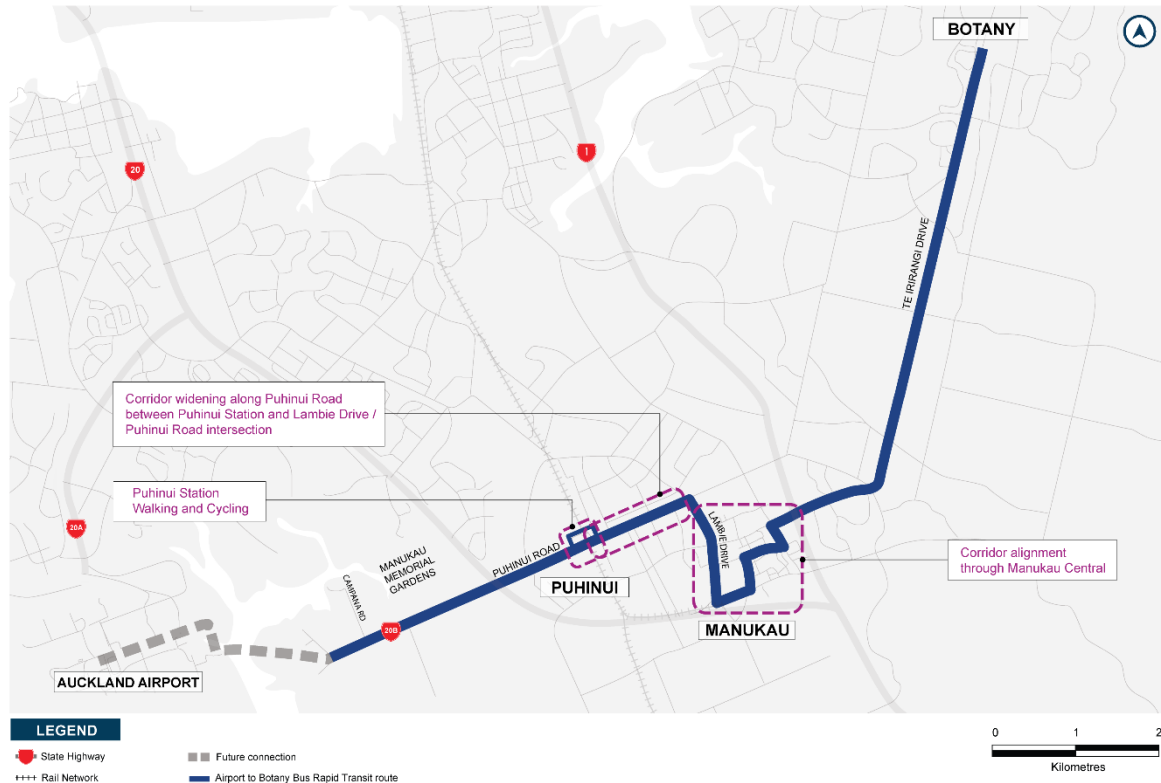 BOTANY
1
20
TE IRIRANGI DRIVE
Corridor widening along Puhinui Road
between Puhinui Station and Lambie Drive /
Puhinui Road intersection
Puhinui Station
Walking and Cycling
20A
LAMBIE DRIVE
PUHINUI ROAD
MANUKAU
MEMORIAL
GARDENS
CAMPANA RD
PUHINUI
Corridor alignment
through Manukau Central
20B
MANUKAU
AUCKLAND AIRPORT
LEGEND
State Highway
Future connection
Rail Network
Airport to Botany Bus Rapid Transit route
0 1 2
Kilometres